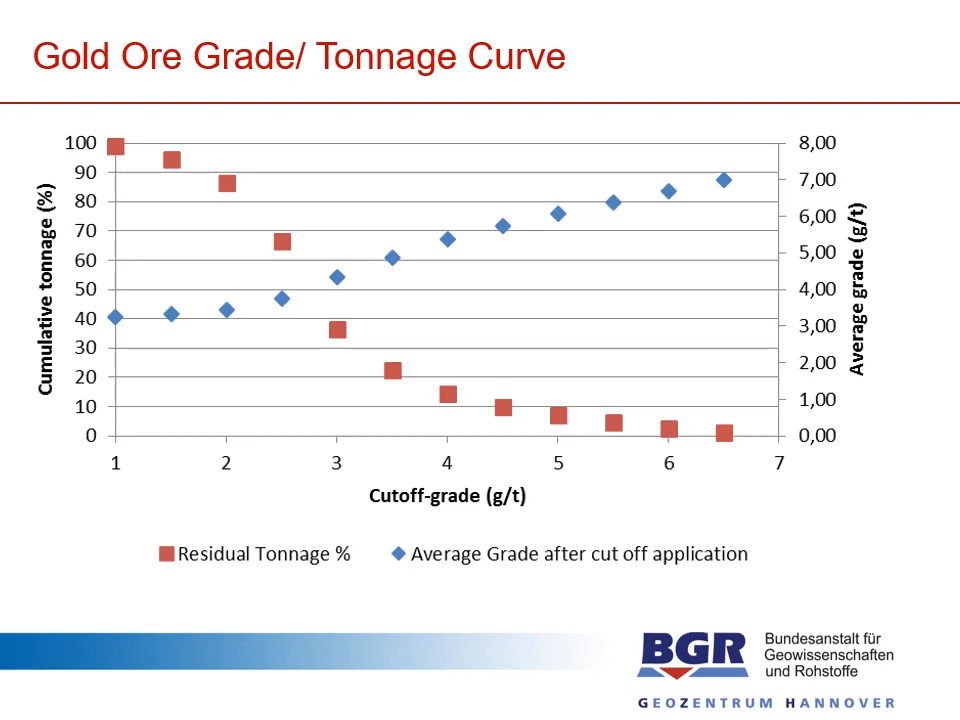 Gold Ore Grade/ Tonnage Curve
Cumulative tonnage (%)
100
90
80
70
60
50
40
30
20
10
0
8,00
7,00
6,00
5,00
4,00
3,00
2,00
1,00
0,00
Average grade (g/t)
1 2 3 4 5 6 7
Cutoff-grade (g/t)
Residual Tonnage % Average Grade after cut off application
BGR
Bundesanstalt für
Geowissenschaften
und Rohstoffe
GEOZENTRUM HANNOVER